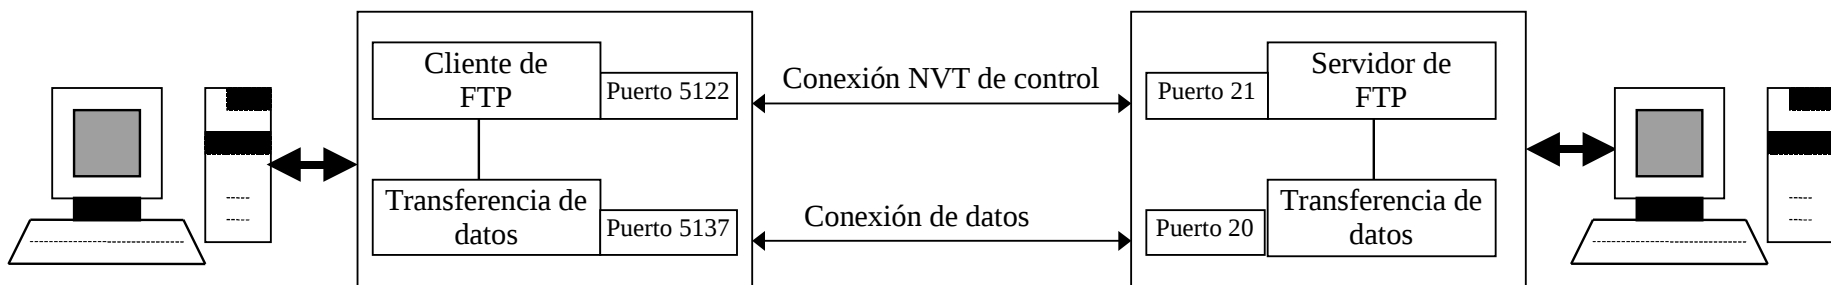 Cliente de
FTP
Puerto 5122
Conexión NVT de control
Puerto 21
Servidor de
FTP
Transferencia de
datos
Puerto 5137
Conexión de datos
Puerto 20
Transferencia de
datos